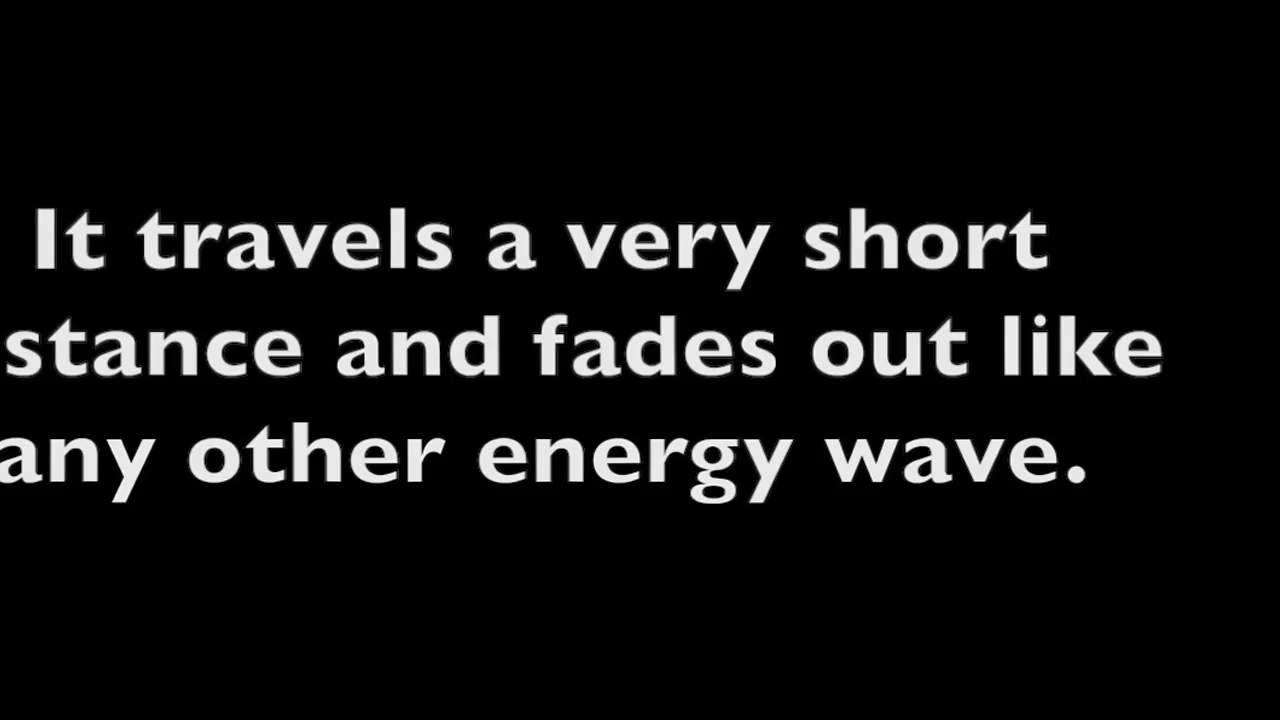 It travels a very short
stance and fades out like
any other energy wave.